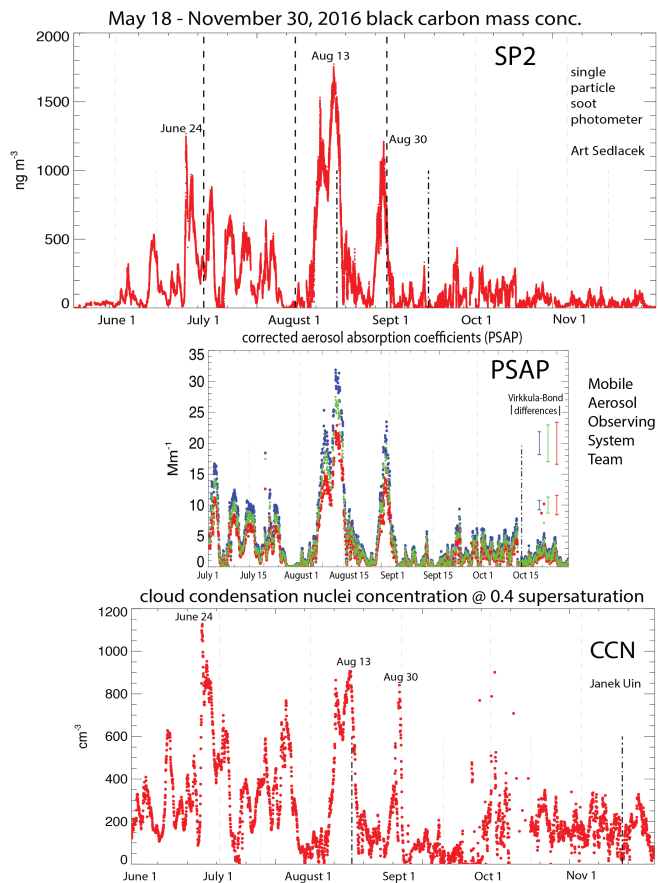 May 18 - November 30, 2016 black carbon mass conc.
2000
1500
1000
500
0
ng m-3
SP2
single
particle
soot
photometer
Art Sedlacek
Aug 13
June 24
Aug 30
June 1 July 1 August 1 Sept 1 Oct 1 Nov 1
corrected aerosol absorption coefficients (PSAP)
35
30
25
20
15
10
5
0
Mm-1
PSAP
Virkkula-Bond
|differences|
Mobile
Aerosol
Observing
System
Team
July 1 July 15 August 1 August 15 Sept 1 Sept 15 Oct 1 Oct 15
cloud condensation nuclei concentration @ 0.4 supersaturation
1200
1000
800
600
400
200
0
cm-3
June 24
Aug 13
Aug 30
CCN
Janek Uin
June 1 July 1 August 1 Sept 1 Oct 1 Nov 1